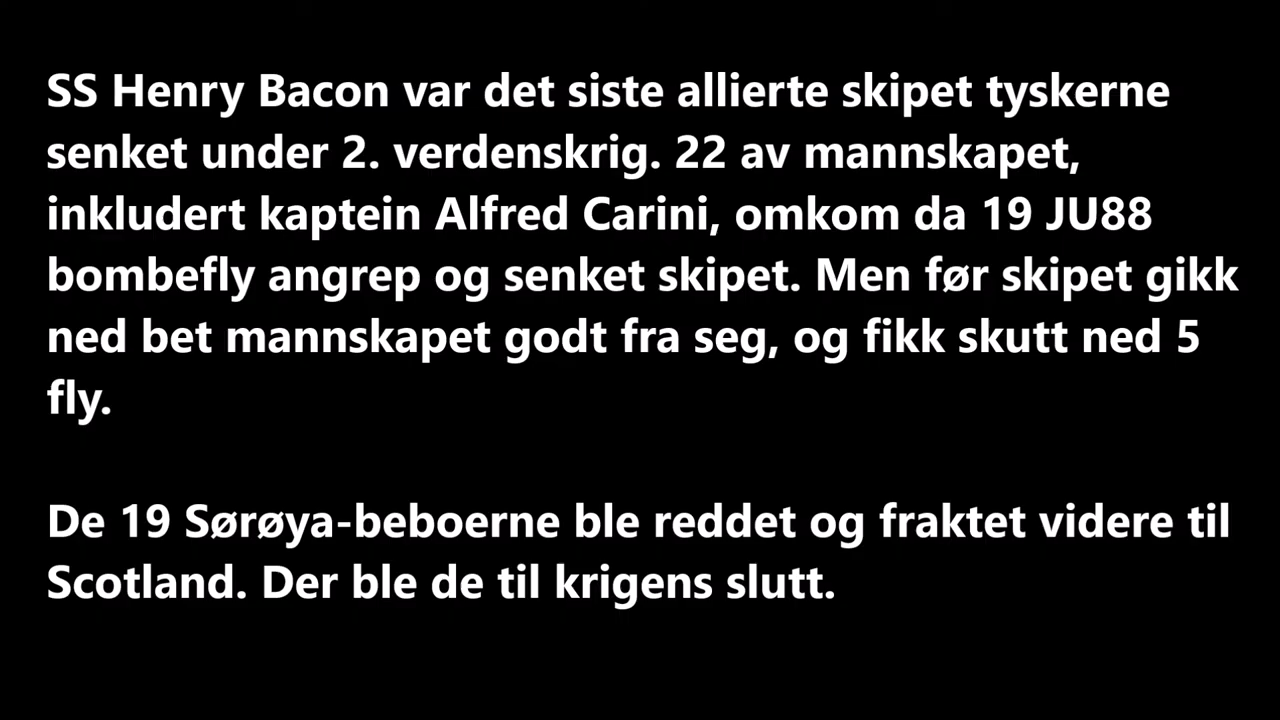 SS Henry Bacon var det siste allierte skipet tyskerne
senket under 2. verdenskrig. 22 av mannskapet,
inkludert kaptein Alfred Carini, omkom da 19 JU88
bombefly angrep og senket skipet. Men før skipet gikk
ned bet mannskapet godt fra seg, og fikk skutt ned 5
fly.
De 19 Sørøya-beboerne ble reddet og fraktet videre til
Scotland. Der ble de til krigens slutt.